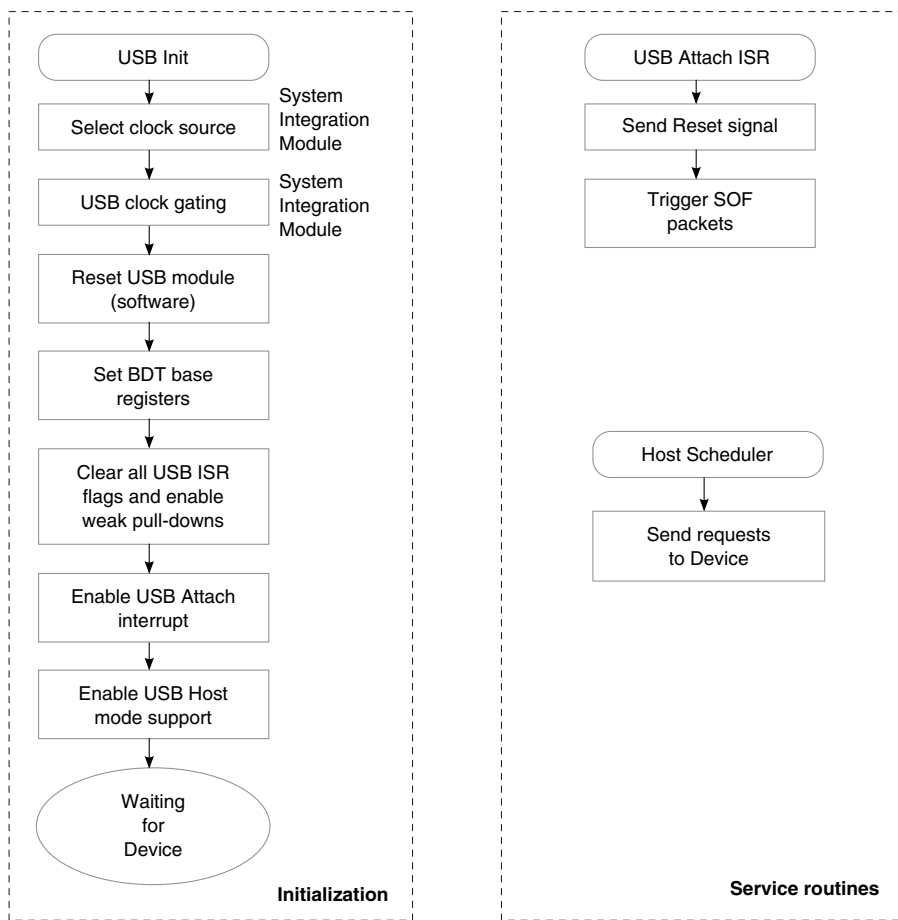 USB Init
Select clock source
System
Integration
Module
USB clock gating
System
Integration
Module
Reset USB module
(software)
Set BDT base
registers
Clear all USB ISR
flags and enable
weak pull-downs
Enable USB Attach
interrupt
Enable USB Host
mode support
Waiting
for
Device
Initialization
USB Attach ISR
Send Reset signal
Trigger SOF
packets
Host Scheduler
Send requests
to Device
Service routines